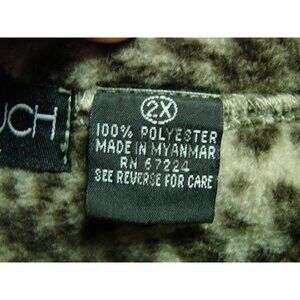 UCH
2X
100% POLYESTER
MADE IN MYANMAR
RN 67224
SEE REVERSE FOR CARE